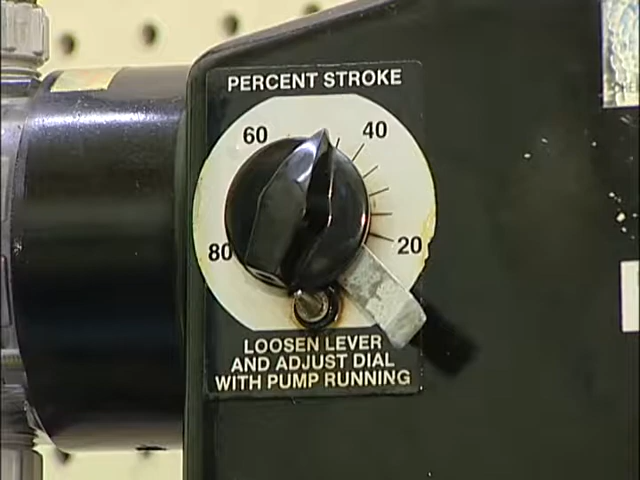 PERCENT STROKE
60 40
80 20
LOOSEN LEVER
AND ADJUST DIAL
WITH PUMP RUNNING